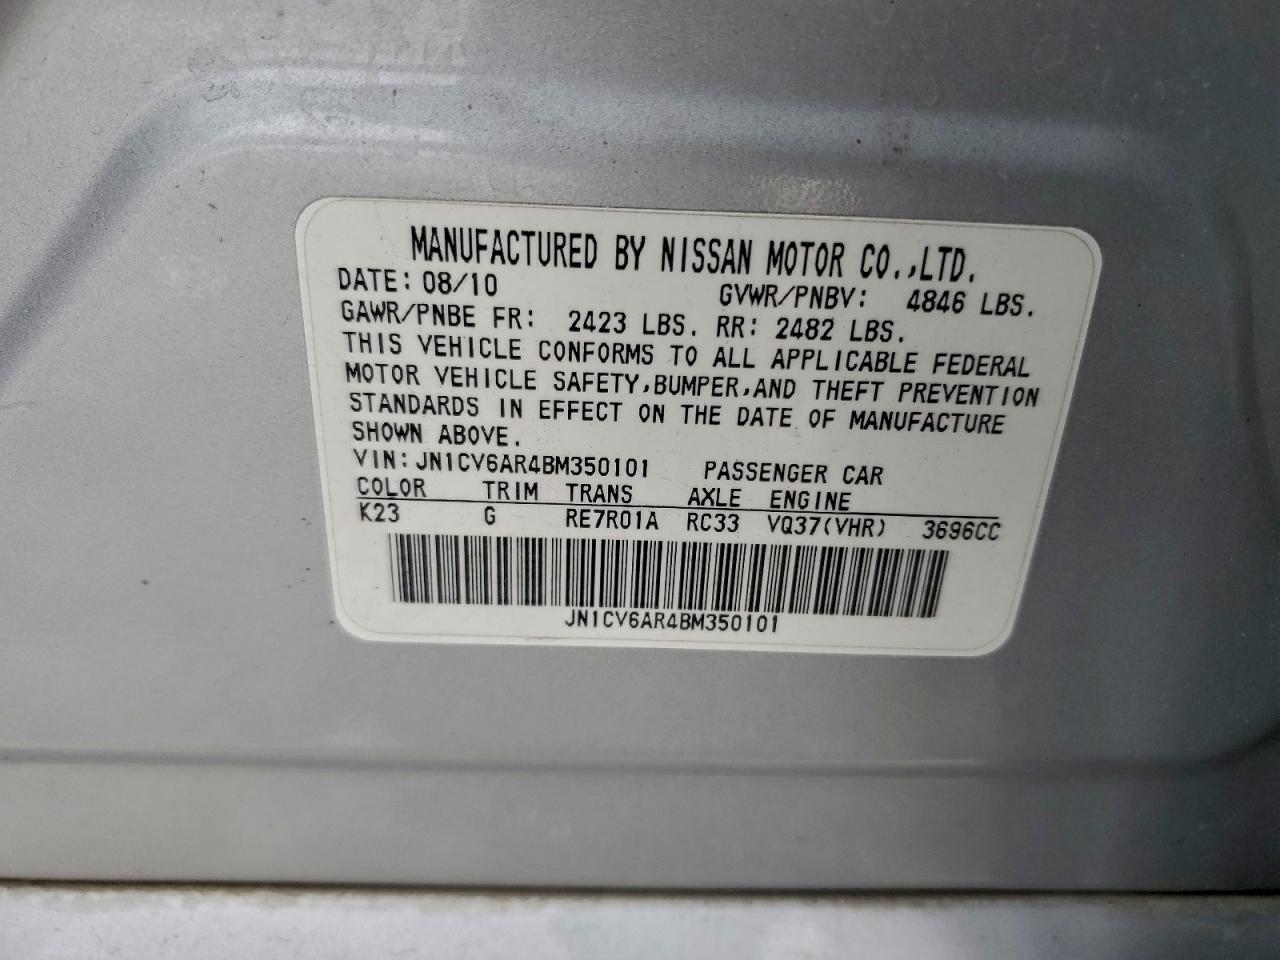 MANUFACTURED BY NISSAN MOTOR CO.,LTD.
DATE: 08/10 GVWR/PNBV: 4846 LBS.
GAWR/PNBE FR: 2423 LBS. RR: 2482 LBS.
THIS VEHICLE CONFORMS TO ALL APPLICABLE FEDERAL
MOTOR VEHICLE SAFETY,BUMPER,AND THEFT PREVENTION
STANDARDS IN EFFECT ON THE DATE OF MANUFACTURE
SHOWN ABOVE.
VIN: JN1CV6AR4BM350101 PASSENGER CAR
COLOR TRIM TRANS AXLE ENGINE
K23 G RE7R01A RC33 VQ37(VHR) 3696CC
JN1CV6AR4BM350101